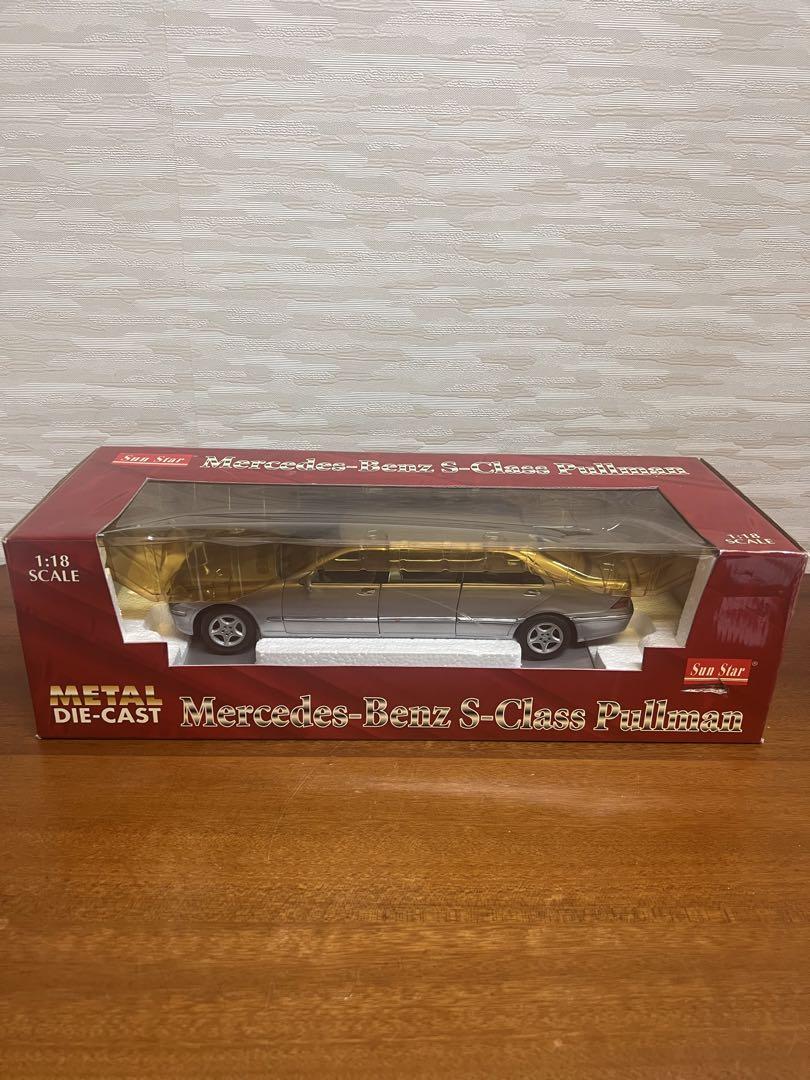 Sun Star
Mercedes-Benz S-Class Pullman
1:18
SCALE
1:18
SCALE
Sun Star®
METAL
DIE-CAST
Mercedes-Benz S-Class Pullman